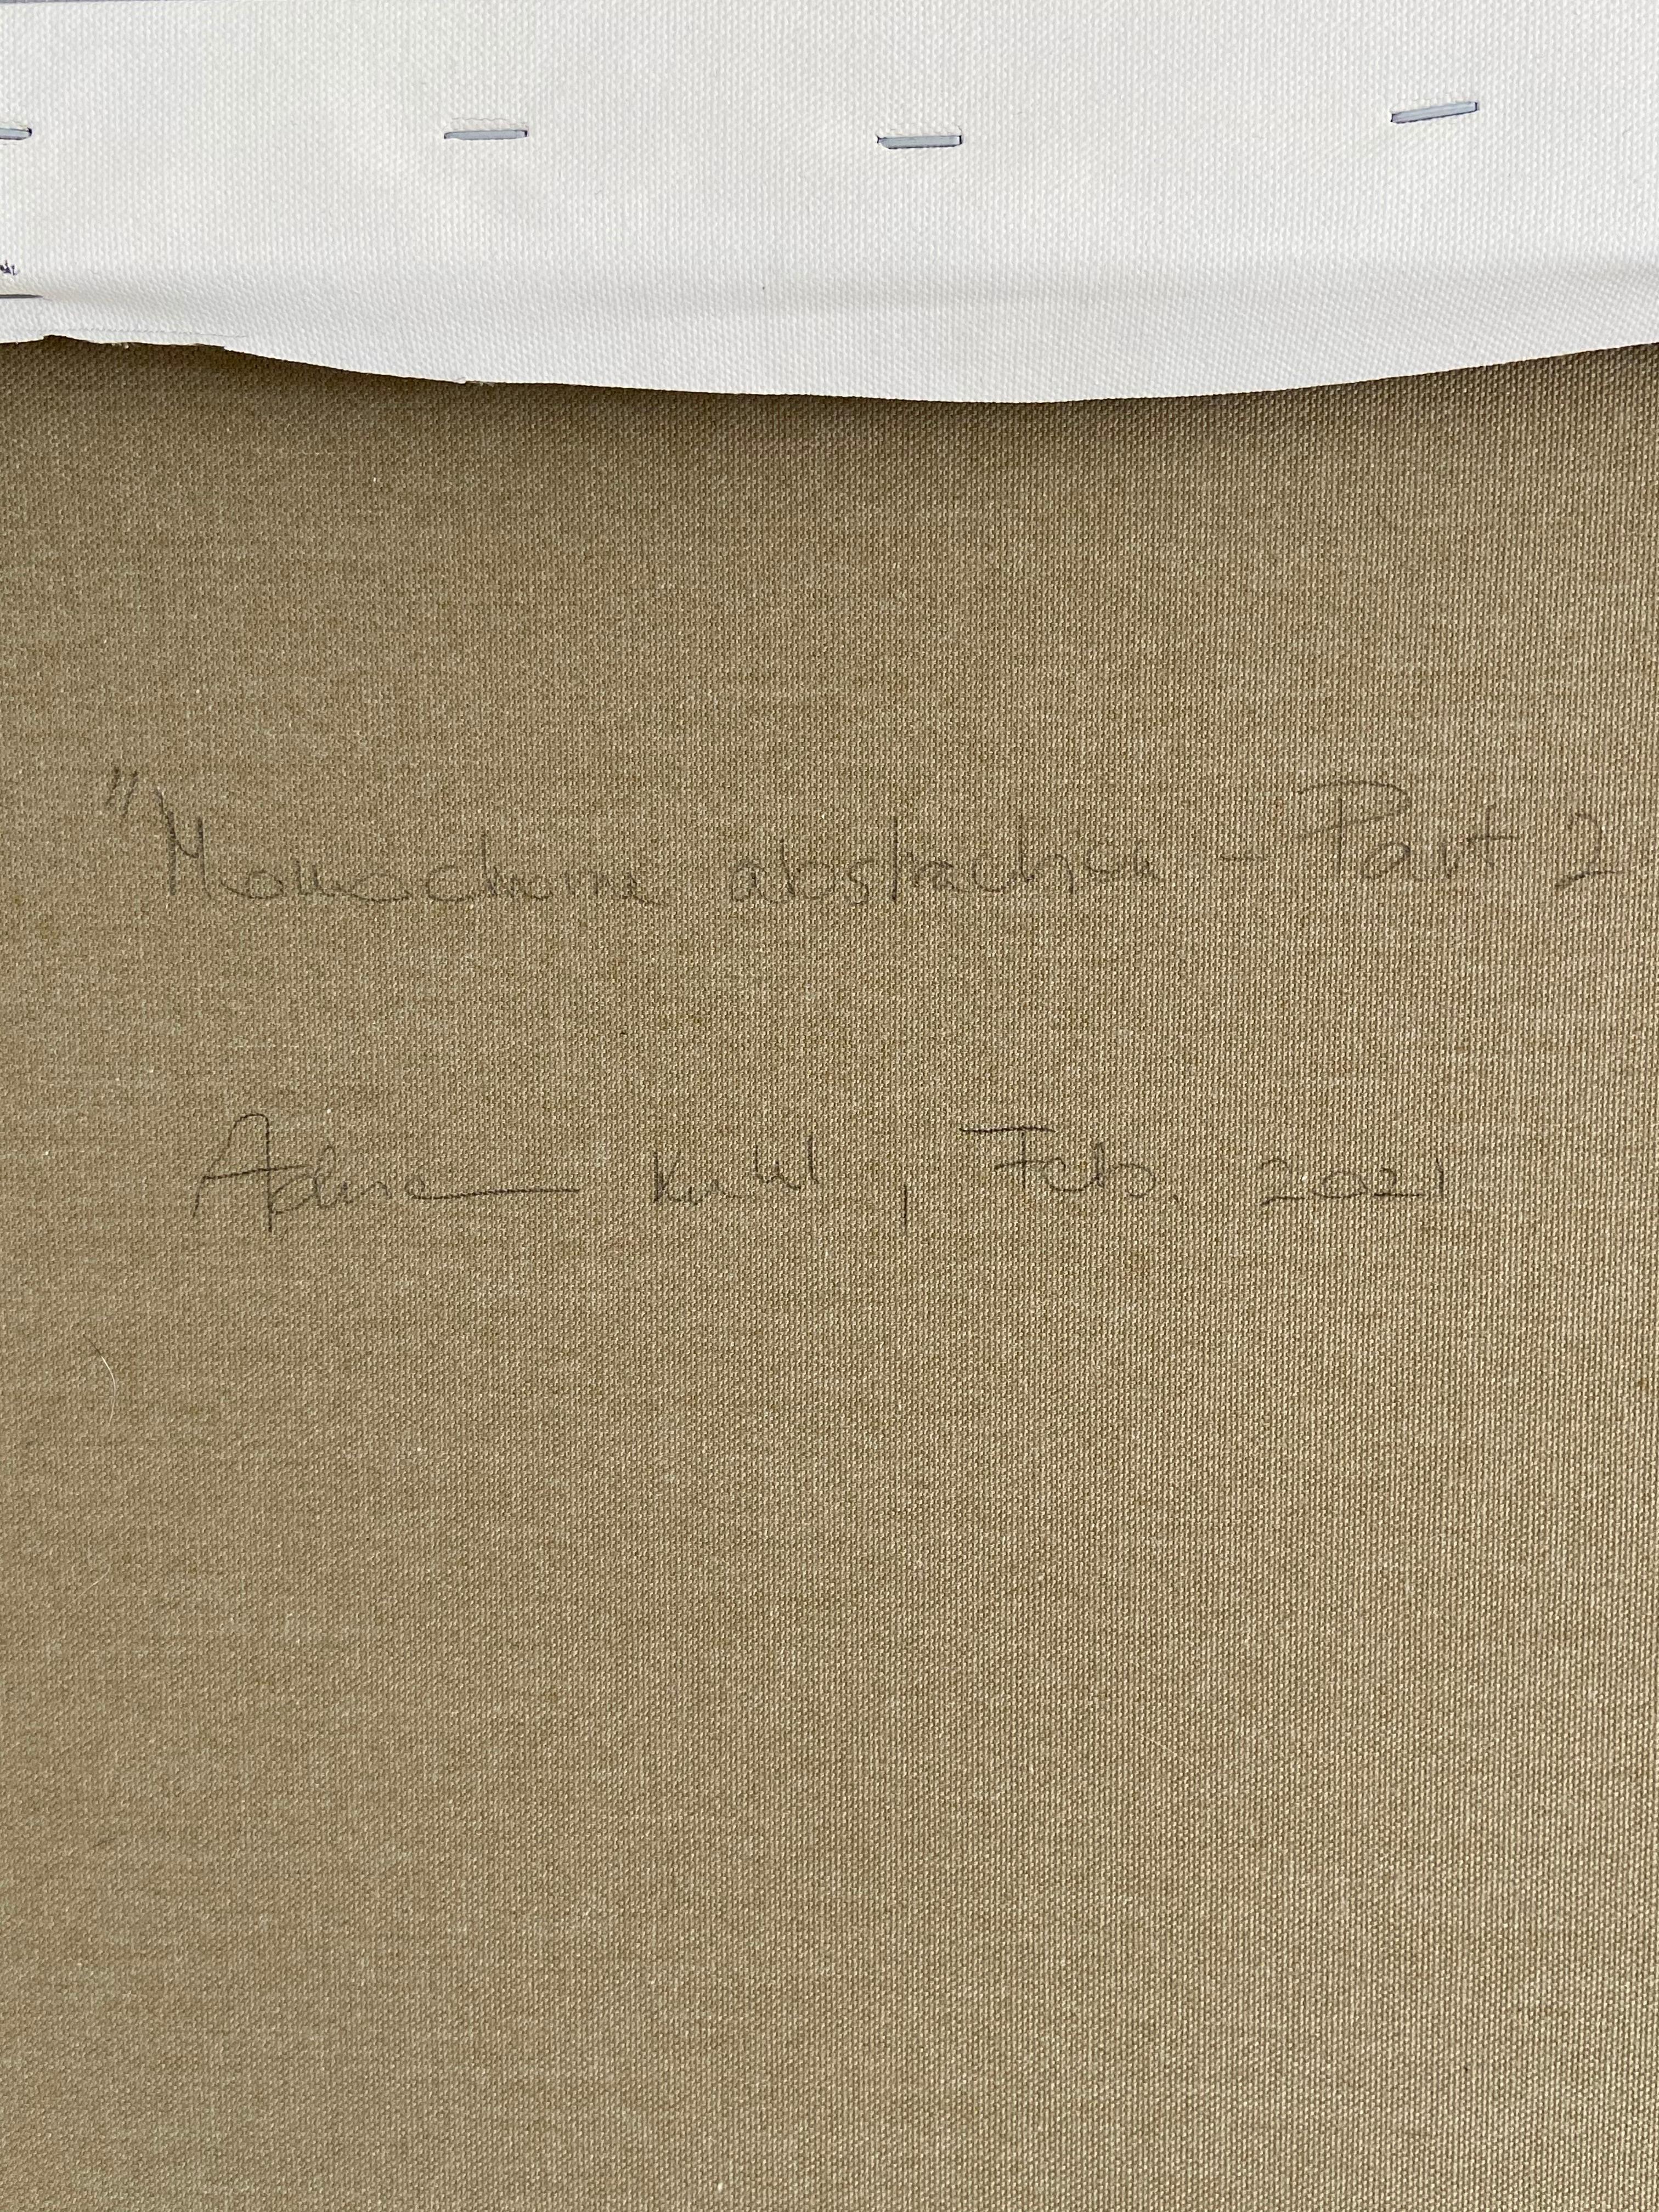 "Monochrome abstraction - Part 2
, Feb. 2021